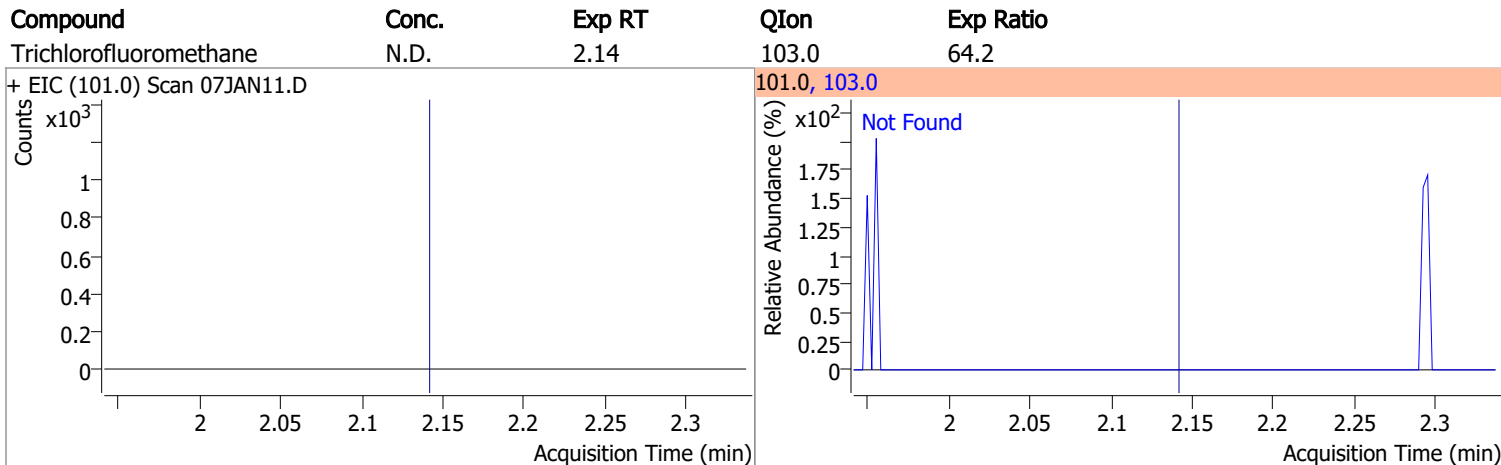 Compound Conc. Exp RT QIon Exp Ratio
Trichlorofluoromethane N.D. 2.14 103.0 64.2
+ EIC (101.0) Scan 07JAN11.D
Counts
x10³
1
0.8
0.6
0.4
0.2
0
2 2.05 2.1 2.15 2.2 2.25 2.3
Acquisition Time (min)
101.0, 103.0
Relative Abundance (%)
x10²
Not Found
1.75
1.5
1.25
1
0.75
0.5
0.25
0
2 2.05 2.1 2.15 2.2 2.25 2.3
Acquisition Time (min)